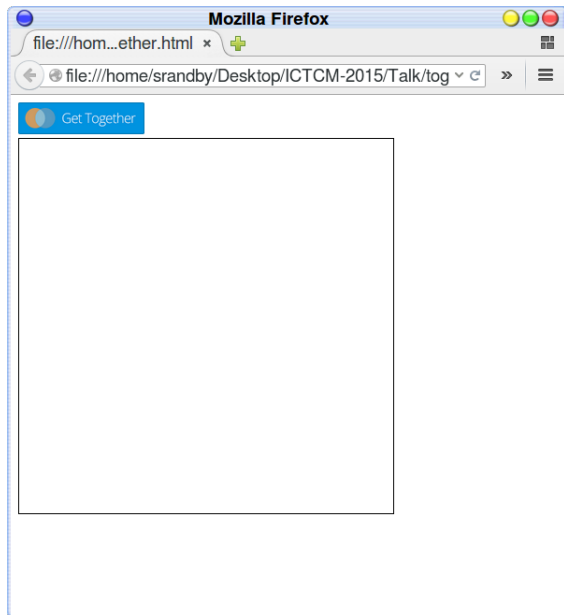 Mozilla Firefox
file:///hom...ether.html
file:///home/srandby/Desktop/ICTCM-2015/Talk/tog
Get Together